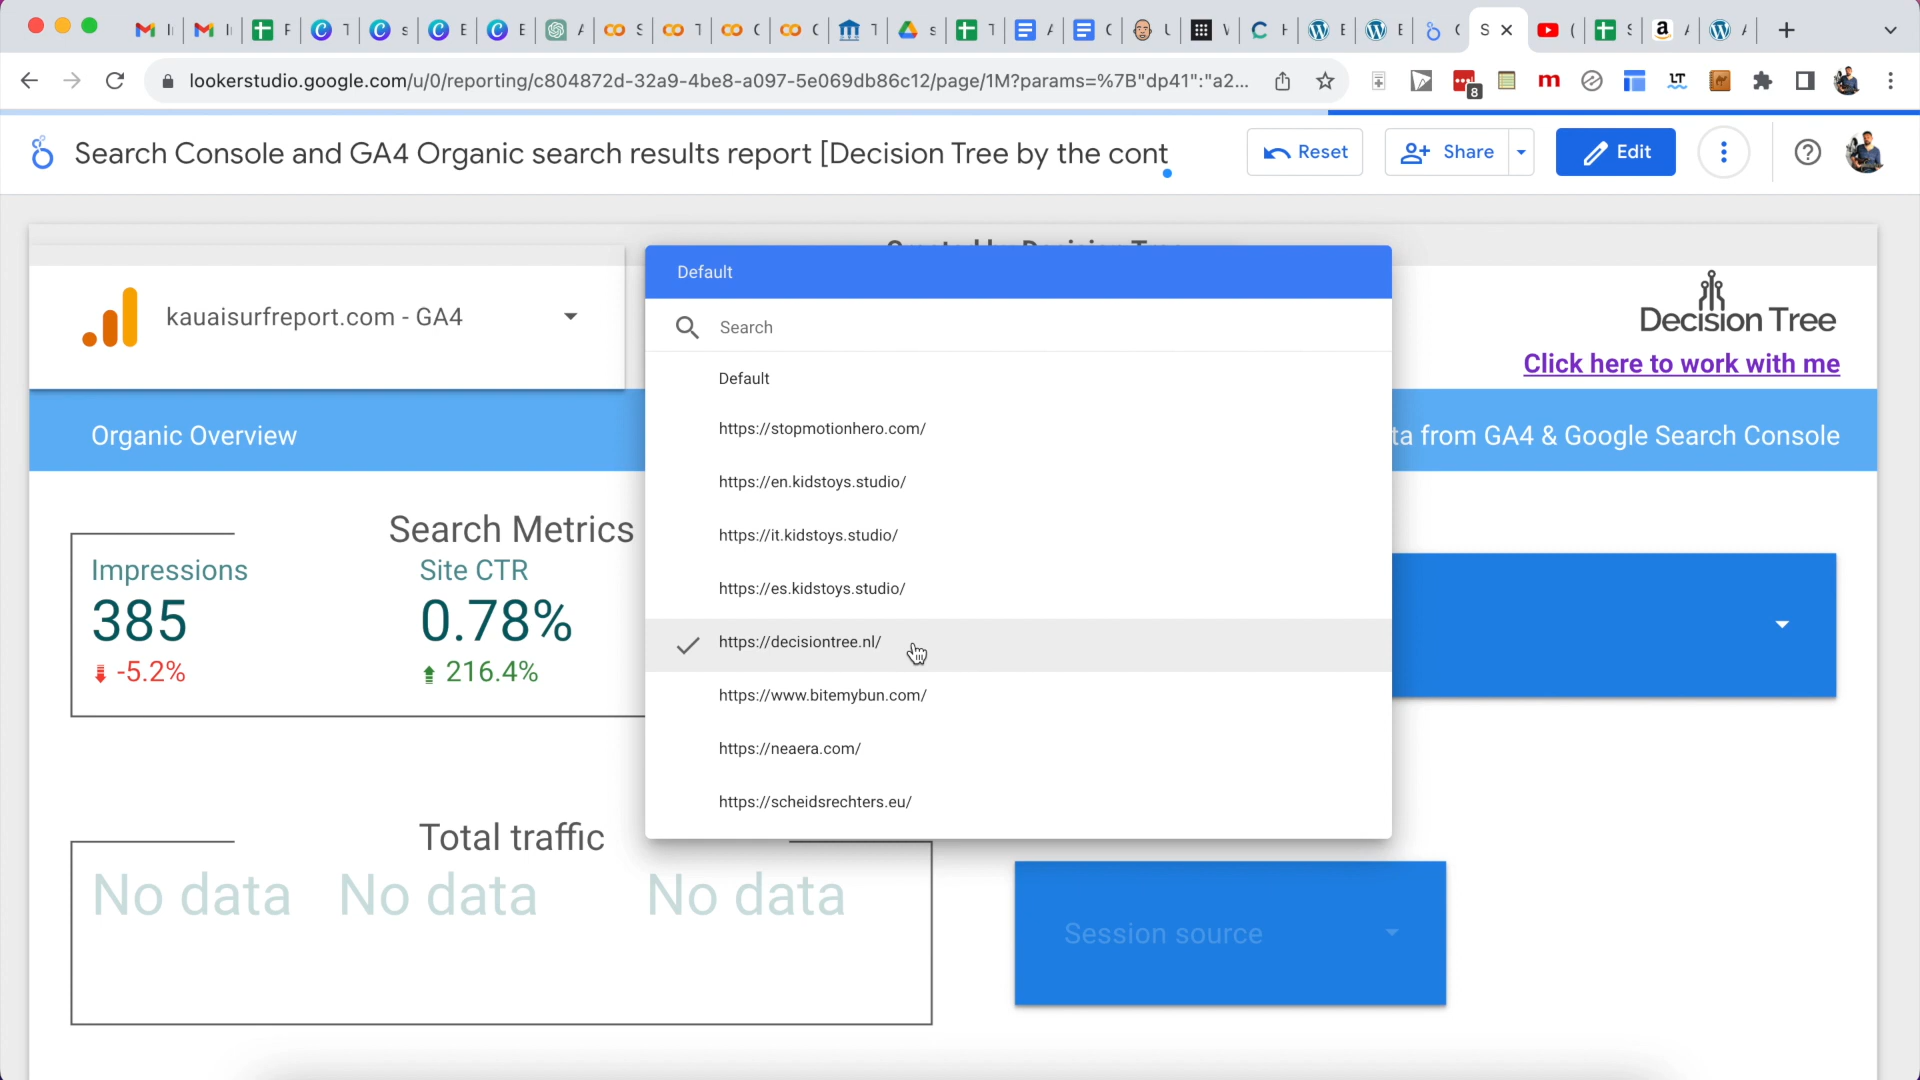 lookerstudio.google.com/u/0/reporting/c804872d-32a9-4be8-a097-5e069db86c12/page/1M?params=%7B"dp41":"a2...
8
Search Console and GA4 Organic search results report [Decision Tree by the cont
Reset
Share
Edit
kauaisurfreport.com - GA4
Default
Search
Default
https://stopmotionhero.com/
https://en.kidstoys.studio/
https://it.kidstoys.studio/
https://es.kidstoys.studio/
https://decisiontree.nl/
https://www.bitemybun.com/
https://neaera.com/
https://scheidsrechters.eu/
Decision Tree
Click here to work with me
Organic Overview
ta from GA4 & Google Search Console
Search Metrics
Impressions
Site CTR
385
0.78%
-5.2%
216.4%
Total traffic
No data
No data
No data
Session source